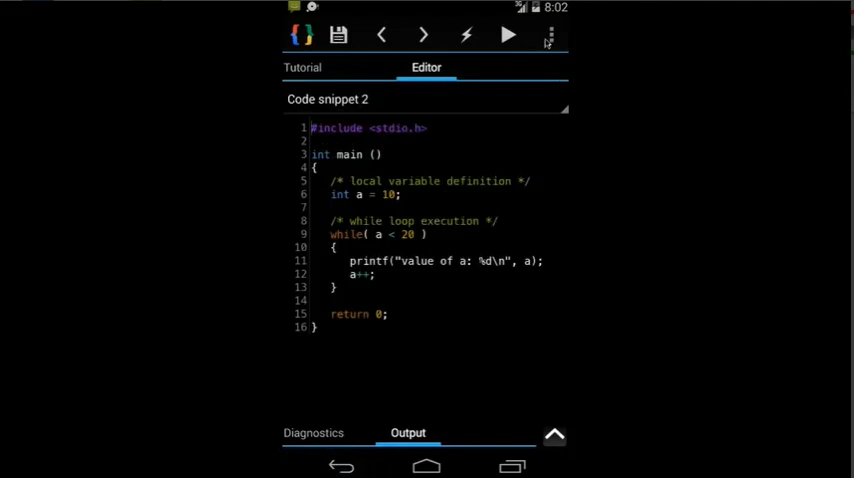 3G 8:02
Tutorial Editor
Code snippet 2
1 #include <stdio.h>
2
3 int main ()
4 {
5 /* local variable definition */
6 int a = 10;
7
8 /* while loop execution */
9 while( a < 20 )
10 {
11 printf("value of a: %d\n", a);
12 a++;
13 }
14
15 return 0;
16 }
Diagnostics Output